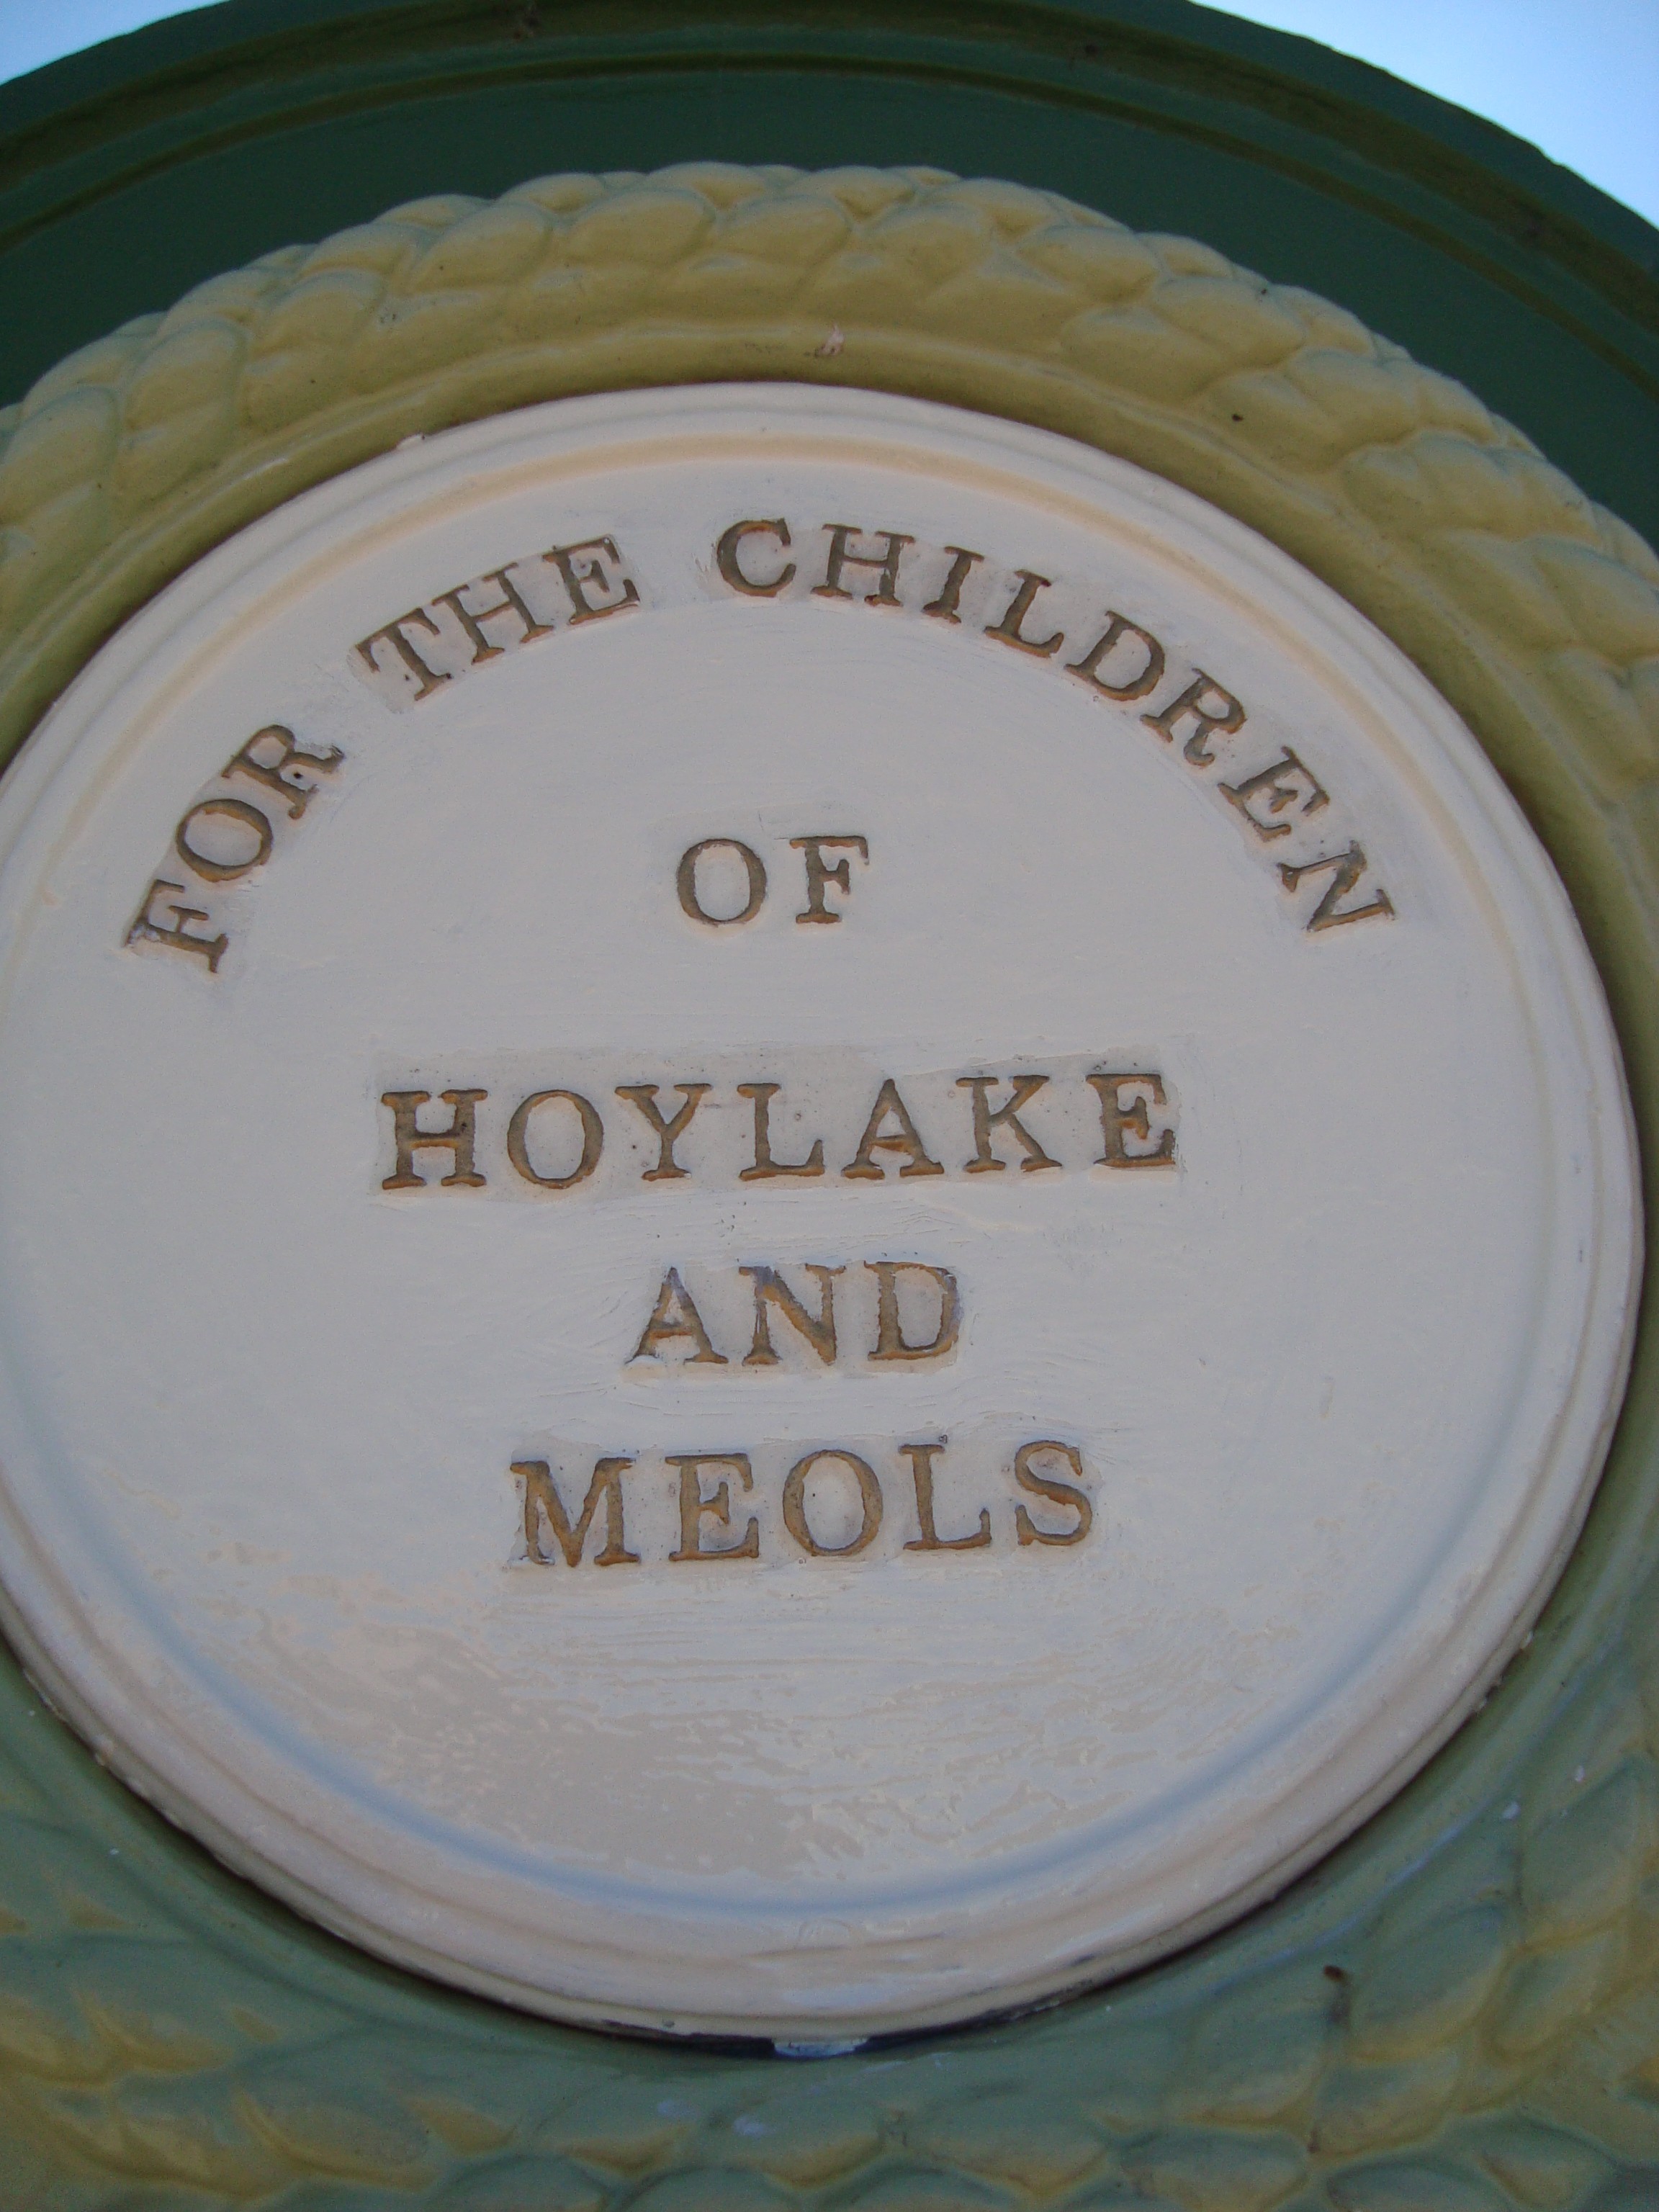 FOR THE CHILDREN
OF
HOYLAKE
AND
MEOLS